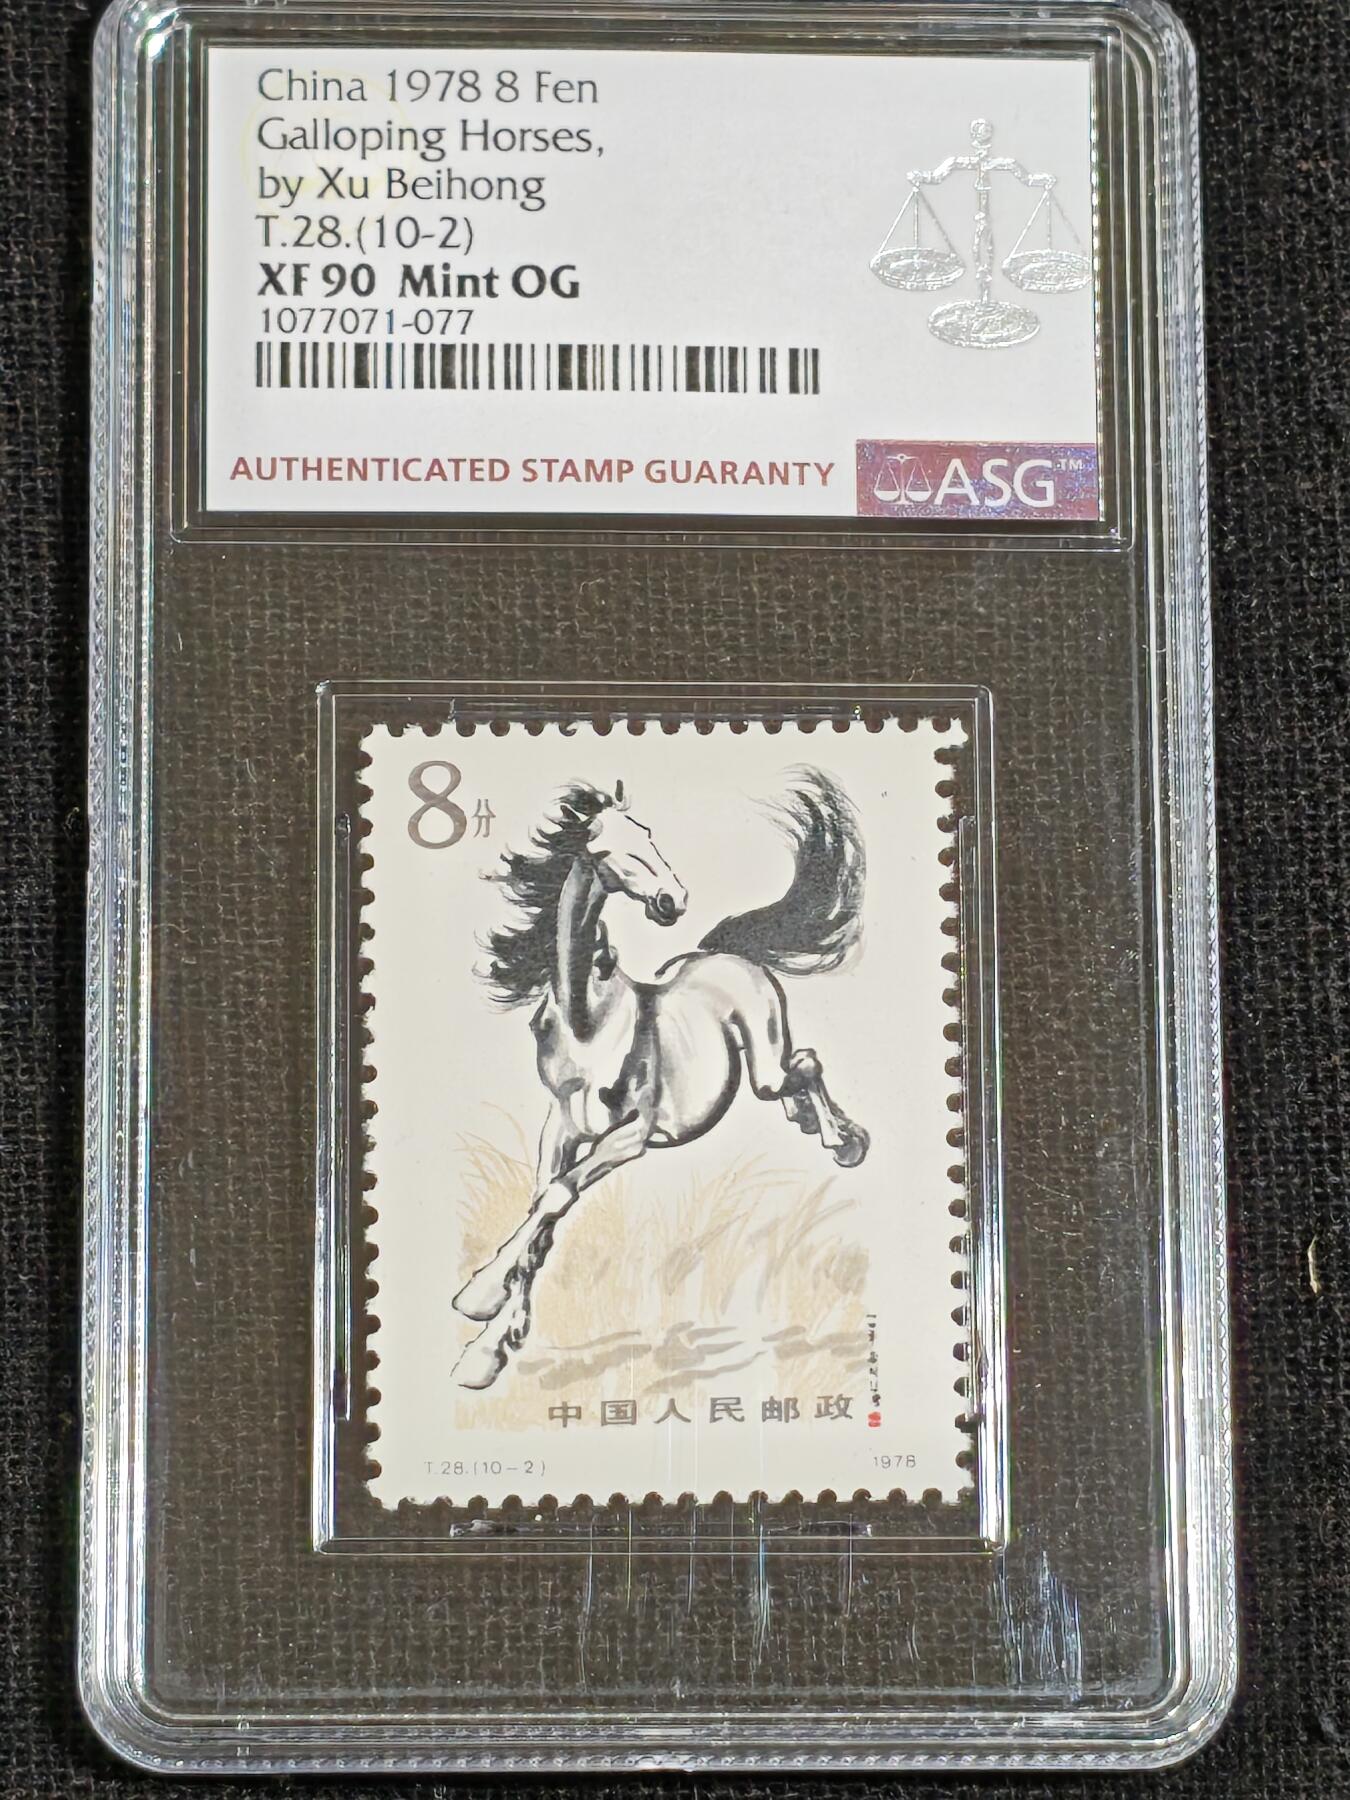 China 1978 8 Fen
Galloping Horses,
by Xu Beihong
T.28.(10-2)
XF 90 Mint OG
1077071-077
AUTHENTICATED STAMP GUARANTY
ASG™
8分
中国人民邮政
T.28.(10-2)
1978